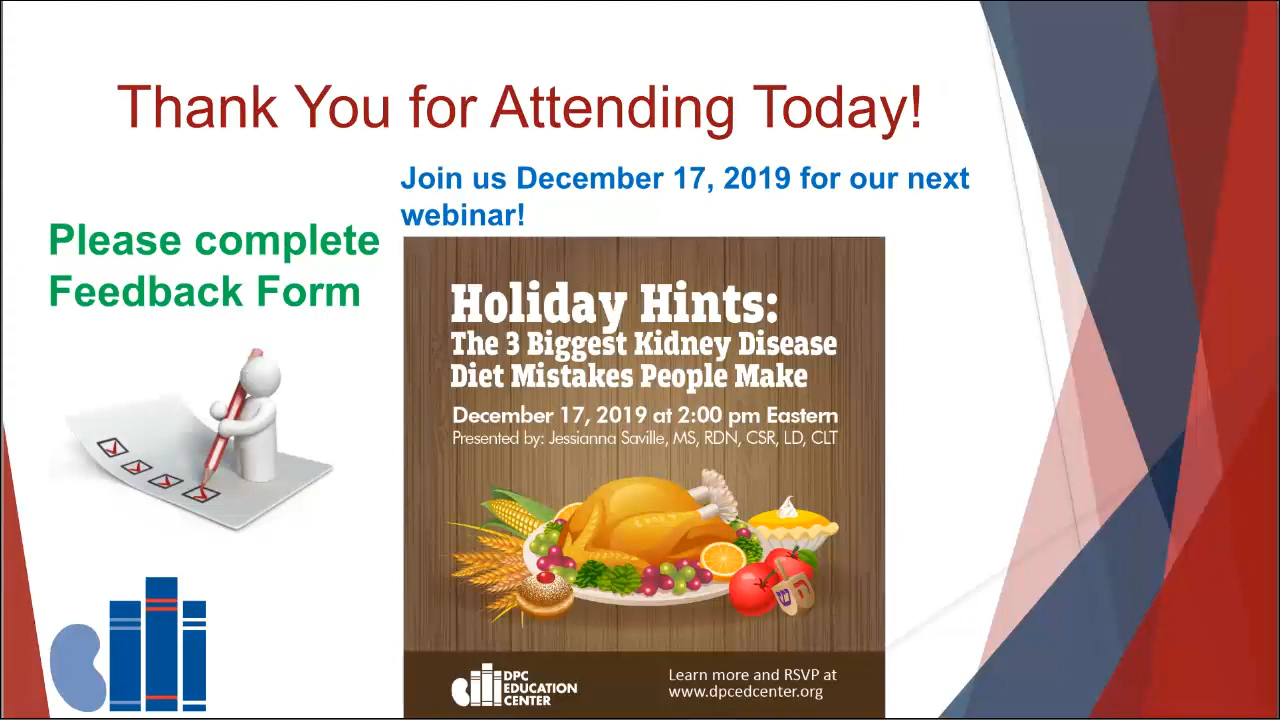 Thank You for Attending Today!
Join us December 17, 2019 for our next
webinar!
Please complete
Feedback Form
Holiday Hints:
The 3 Biggest Kidney Disease
Diet Mistakes People Make
December 17, 2019 at 2:00 pm Eastern
Presented by: Jessianna Saville, MS, RDN, CSR, LD, CLT
DPC
EDUCATION
CENTER
Learn more and RSVP at
www.dpcedcenter.org